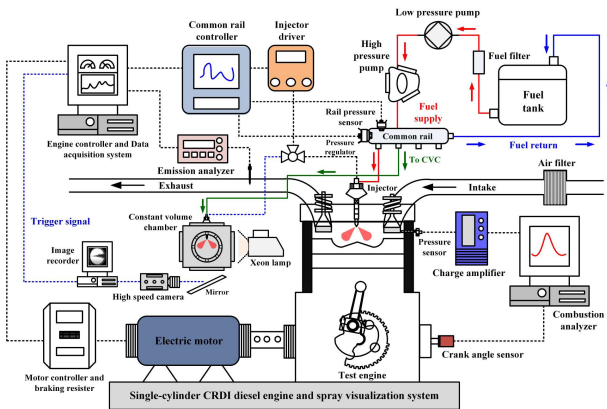 Low pressure pump
Common rail
controller
Injector
driver
High
pressure
pump
Fuel filter
Fuel
tank
Rail pressure
sensor
Fuel
supply
Common rail
Pressure
regulator
Fuel return
Engine controller and Data
acquisition system
Emission analyzer
To CVC
Air filter
Exhaust
Injector
Intake
Constant volume
chamber
Trigger signal
Image
recorder
Xeon lamp
Pressure
sensor
Charge amplifier
High speed camera
Mirror
Combustion
analyzer
Electric motor
Crank angle sensor
Motor controller and
braking resister
Test engine
Single-cylinder CRDI diesel engine and spray visualization system